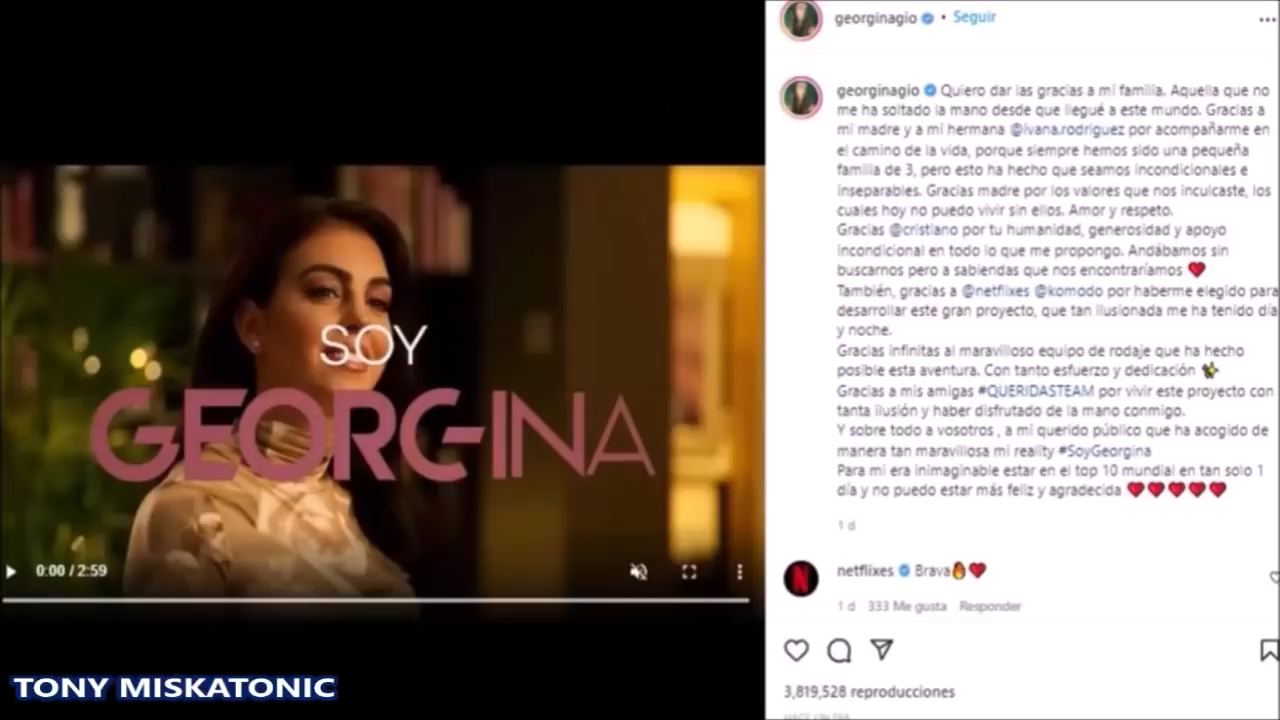 georginagio • Seguir
georginagio Quiero dar las gracias a mi familia. Aquella que no
me ha soltado la mano desde que llegué a este mundo. Gracias a
mi madre y a mi hermana @ivana.rodriguez por acompañarme en
el camino de la vida, porque siempre hemos sido una pequeña
familia de 3, pero esto ha hecho que seamos incondicionales e
inseparables. Gracias madre por los valores que nos inculcaste, los
cuales hoy no puedo vivir sin ellos. Amor y respeto.
Gracias @cristiano por tu humanidad, generosidad y apoyo
incondicional en todo lo que me propongo. Andábamos sin
buscarnos pero a sabiendas que nos encontraríamos ❤️
También, gracias a @netflixes @komodo por haberme elegido para
desarrollar este gran proyecto, que tan ilusionada me ha tenido día
y noche.
Gracias infinitas al maravilloso equipo de rodaje que ha hecho
posible esta aventura. Con tanto esfuerzo y dedicación
Gracias a mis amigas #QUERIDASTEAM por vivir este proyecto con
tanta ilusión y haber disfrutado de la mano conmigo.
Y sobre todo a vosotros , a mi querido público que ha acogido de
manera tan maravillosa mi reality #SoyGeorgina
Para mi era inimaginable estar en el top 10 mundial en tan solo 1
día y no puedo estar más feliz y agradecida ❤️❤️❤️❤️❤️
1 d
netflixes Brava🔥❤️
1 d 333 Me gusta Responder
3,819,528 reproducciones
HACE UN DÍA
SOY
GEORGINA
0:00 / 2:59
TONY MISKATONIC